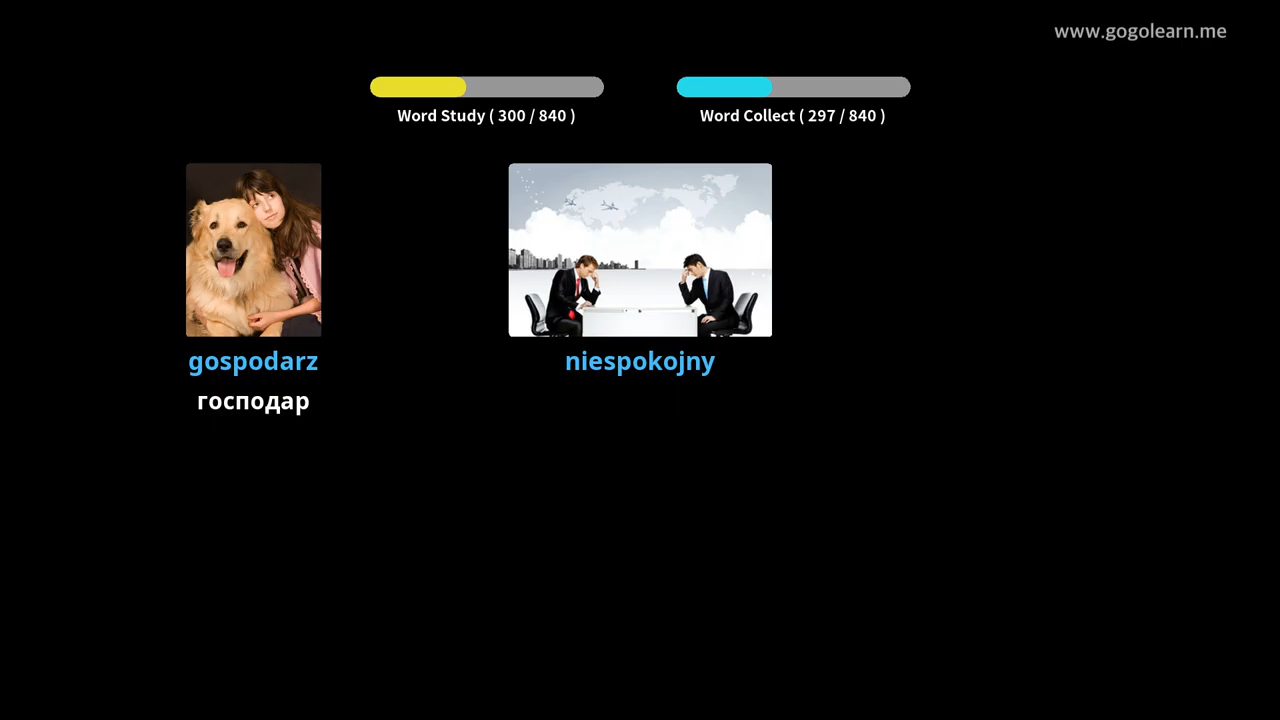 www.gogolearn.me
Word Study ( 300 / 840 )
Word Collect ( 297 / 840 )
gospodarz
niespokojny
господар